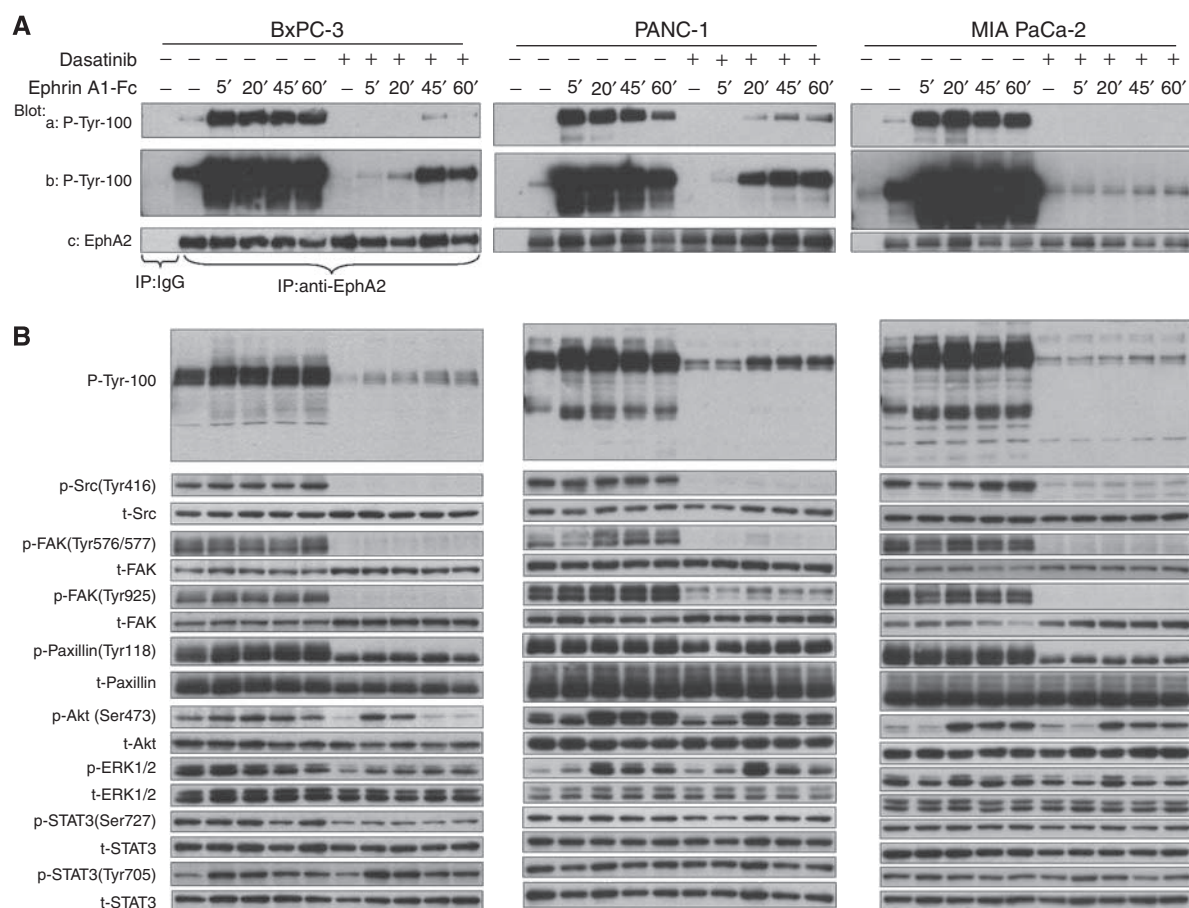 A
BxPC-3 PANC-1 MIA PaCa-2
Dasatinib − − − − − − + + + + + − − − − − − + + + + + − − − − − − + + + + +
Ephrin A1-Fc − − 5′ 20′ 45′ 60′ − 5′ 20′ 45′ 60′ − − 5′ 20′ 45′ 60′ − 5′ 20′ 45′ 60′ − − 5′ 20′ 45′ 60′ − 5′ 20′ 45′ 60′
Blot:
a: P-Tyr-100
b: P-Tyr-100
c: EphA2
IP:IgG IP:anti-EphA2
B
P-Tyr-100
p-Src(Tyr416)
t-Src
p-FAK(Tyr576/577)
t-FAK
p-FAK(Tyr925)
t-FAK
p-Paxillin(Tyr118)
t-Paxillin
p-Akt (Ser473)
t-Akt
p-ERK1/2
t-ERK1/2
p-STAT3(Ser727)
t-STAT3
p-STAT3(Tyr705)
t-STAT3